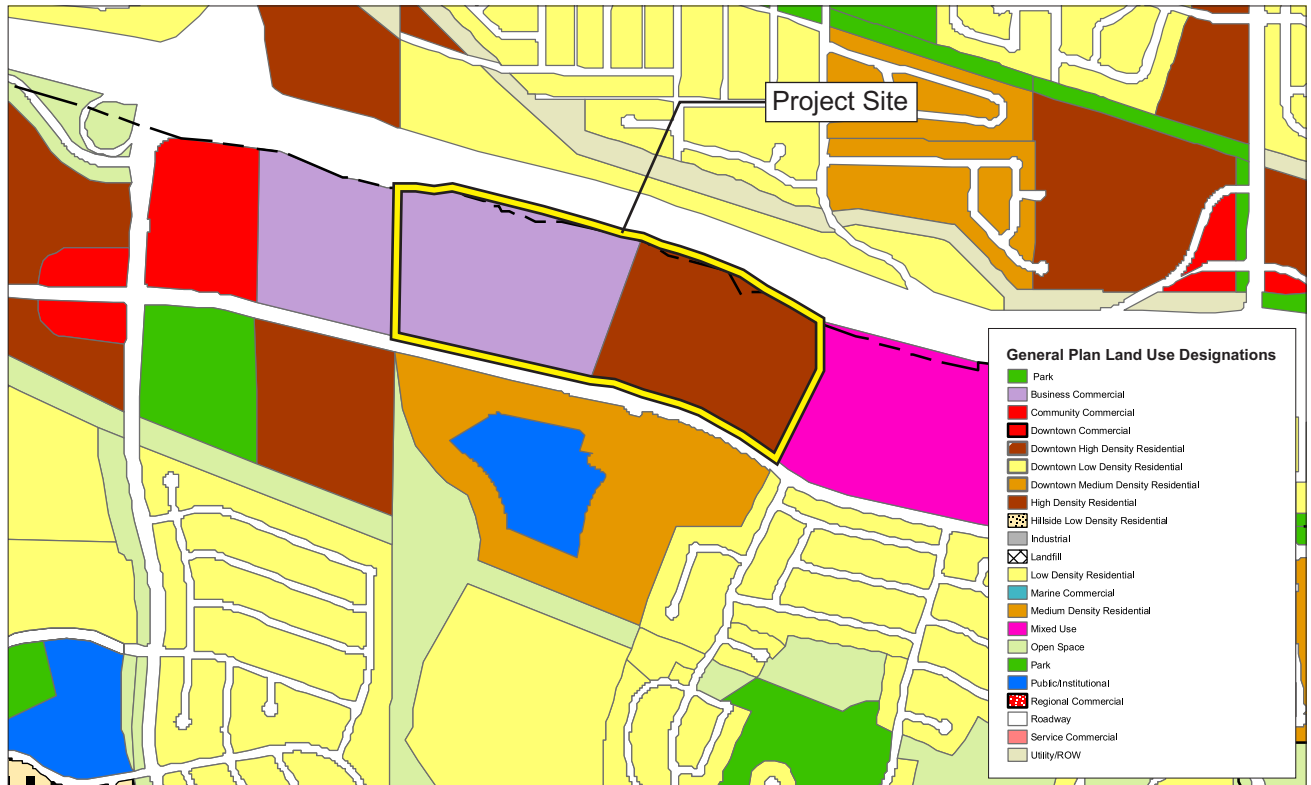 Project Site
General Plan Land Use Designations
Park
Business Commercial
Community Commercial
Downtown Commercial
Downtown High Density Residential
Downtown Low Density Residential
Downtown Medium Density Residential
High Density Residential
Hillside Low Density Residential
Industrial
Landfill
Low Density Residential
Marine Commercial
Medium Density Residential
Mixed Use
Open Space
Park
Public/Institutional
Regional Commercial
Roadway
Service Commercial
Utility/ROW